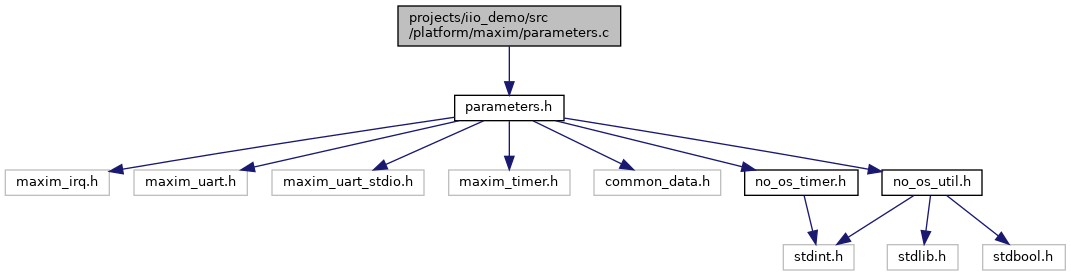 projects/iio_demo/src
/platform/maxim/parameters.c
parameters.h
maxim_irq.h
maxim_uart.h
maxim_uart_stdio.h
maxim_timer.h
common_data.h
no_os_timer.h
no_os_util.h
stdint.h
stdlib.h
stdbool.h